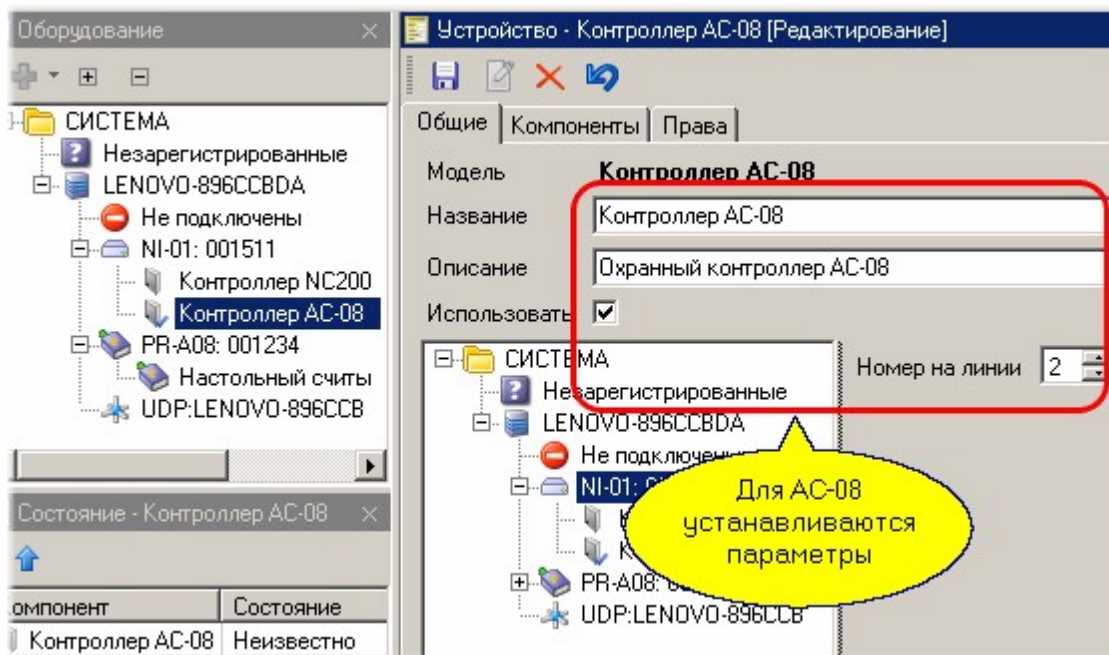 Оборудование
СИСТЕМА
Незарегистрированные
LENOVO-896CCBDA
Не подключены
NI-01: 001511
Контроллер NC200
Контроллер AC-08
PR-A08: 001234
Настольный считы
UDP:LENOVO-896CCB
Состояние - Контроллер AC-08
Состояние
Контроллер AC-08 Неизвестно
Устройство - Контроллер AC-08 [Редактирование]
Общие Компоненты Права
Модель Контроллер AC-08
Название Контроллер AC-08
Описание Охранный контроллер AC-08
Использовать
СИСТЕМА
Незарегистрированные
LENOVO-896CCBDA
Не подключены
NI-01:
PR-A08:
UDP:LENOVO-896CCB
Номер на линии 2
Для AC-08
устанавливаются
параметры